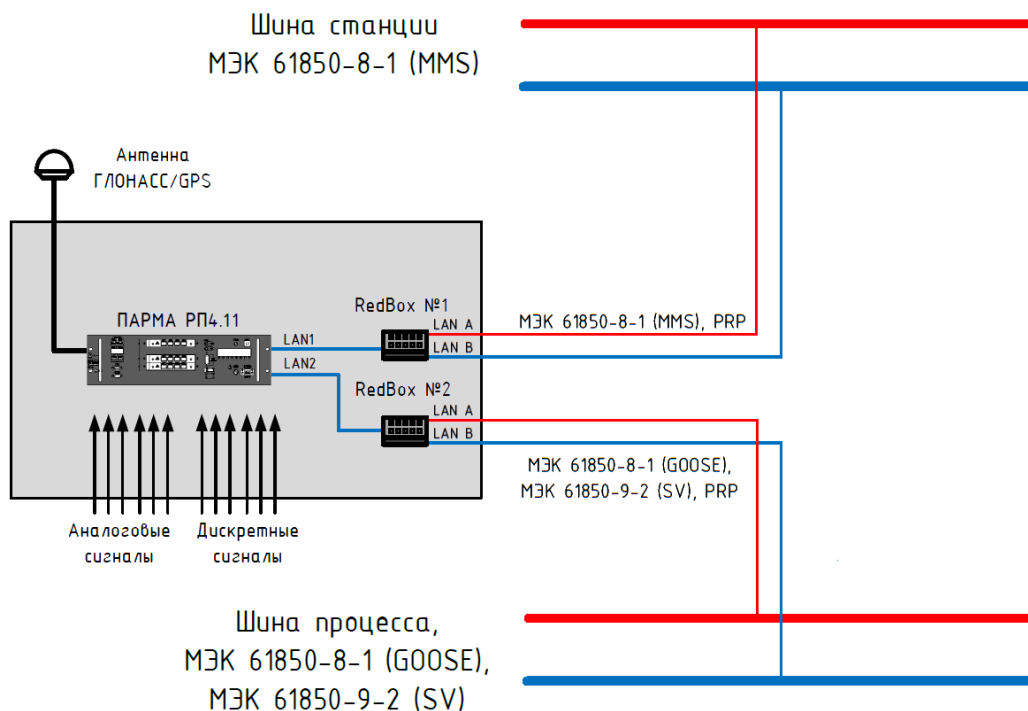 Шина станции
МЭК 61850-8-1 (MMS)
Антенна
ГЛОНАСС/GPS
ПАРМА РП4.11
LAN1
LAN2
RedBox №1
LAN A
LAN B
МЭК 61850-8-1 (MMS), PRP
RedBox №2
LAN A
LAN B
МЭК 61850-8-1 (GOOSE),
МЭК 61850-9-2 (SV), PRP
Аналоговые
сигналы
Дискретные
сигналы
Шина процесса,
МЭК 61850-8-1 (GOOSE),
МЭК 61850-9-2 (SV)